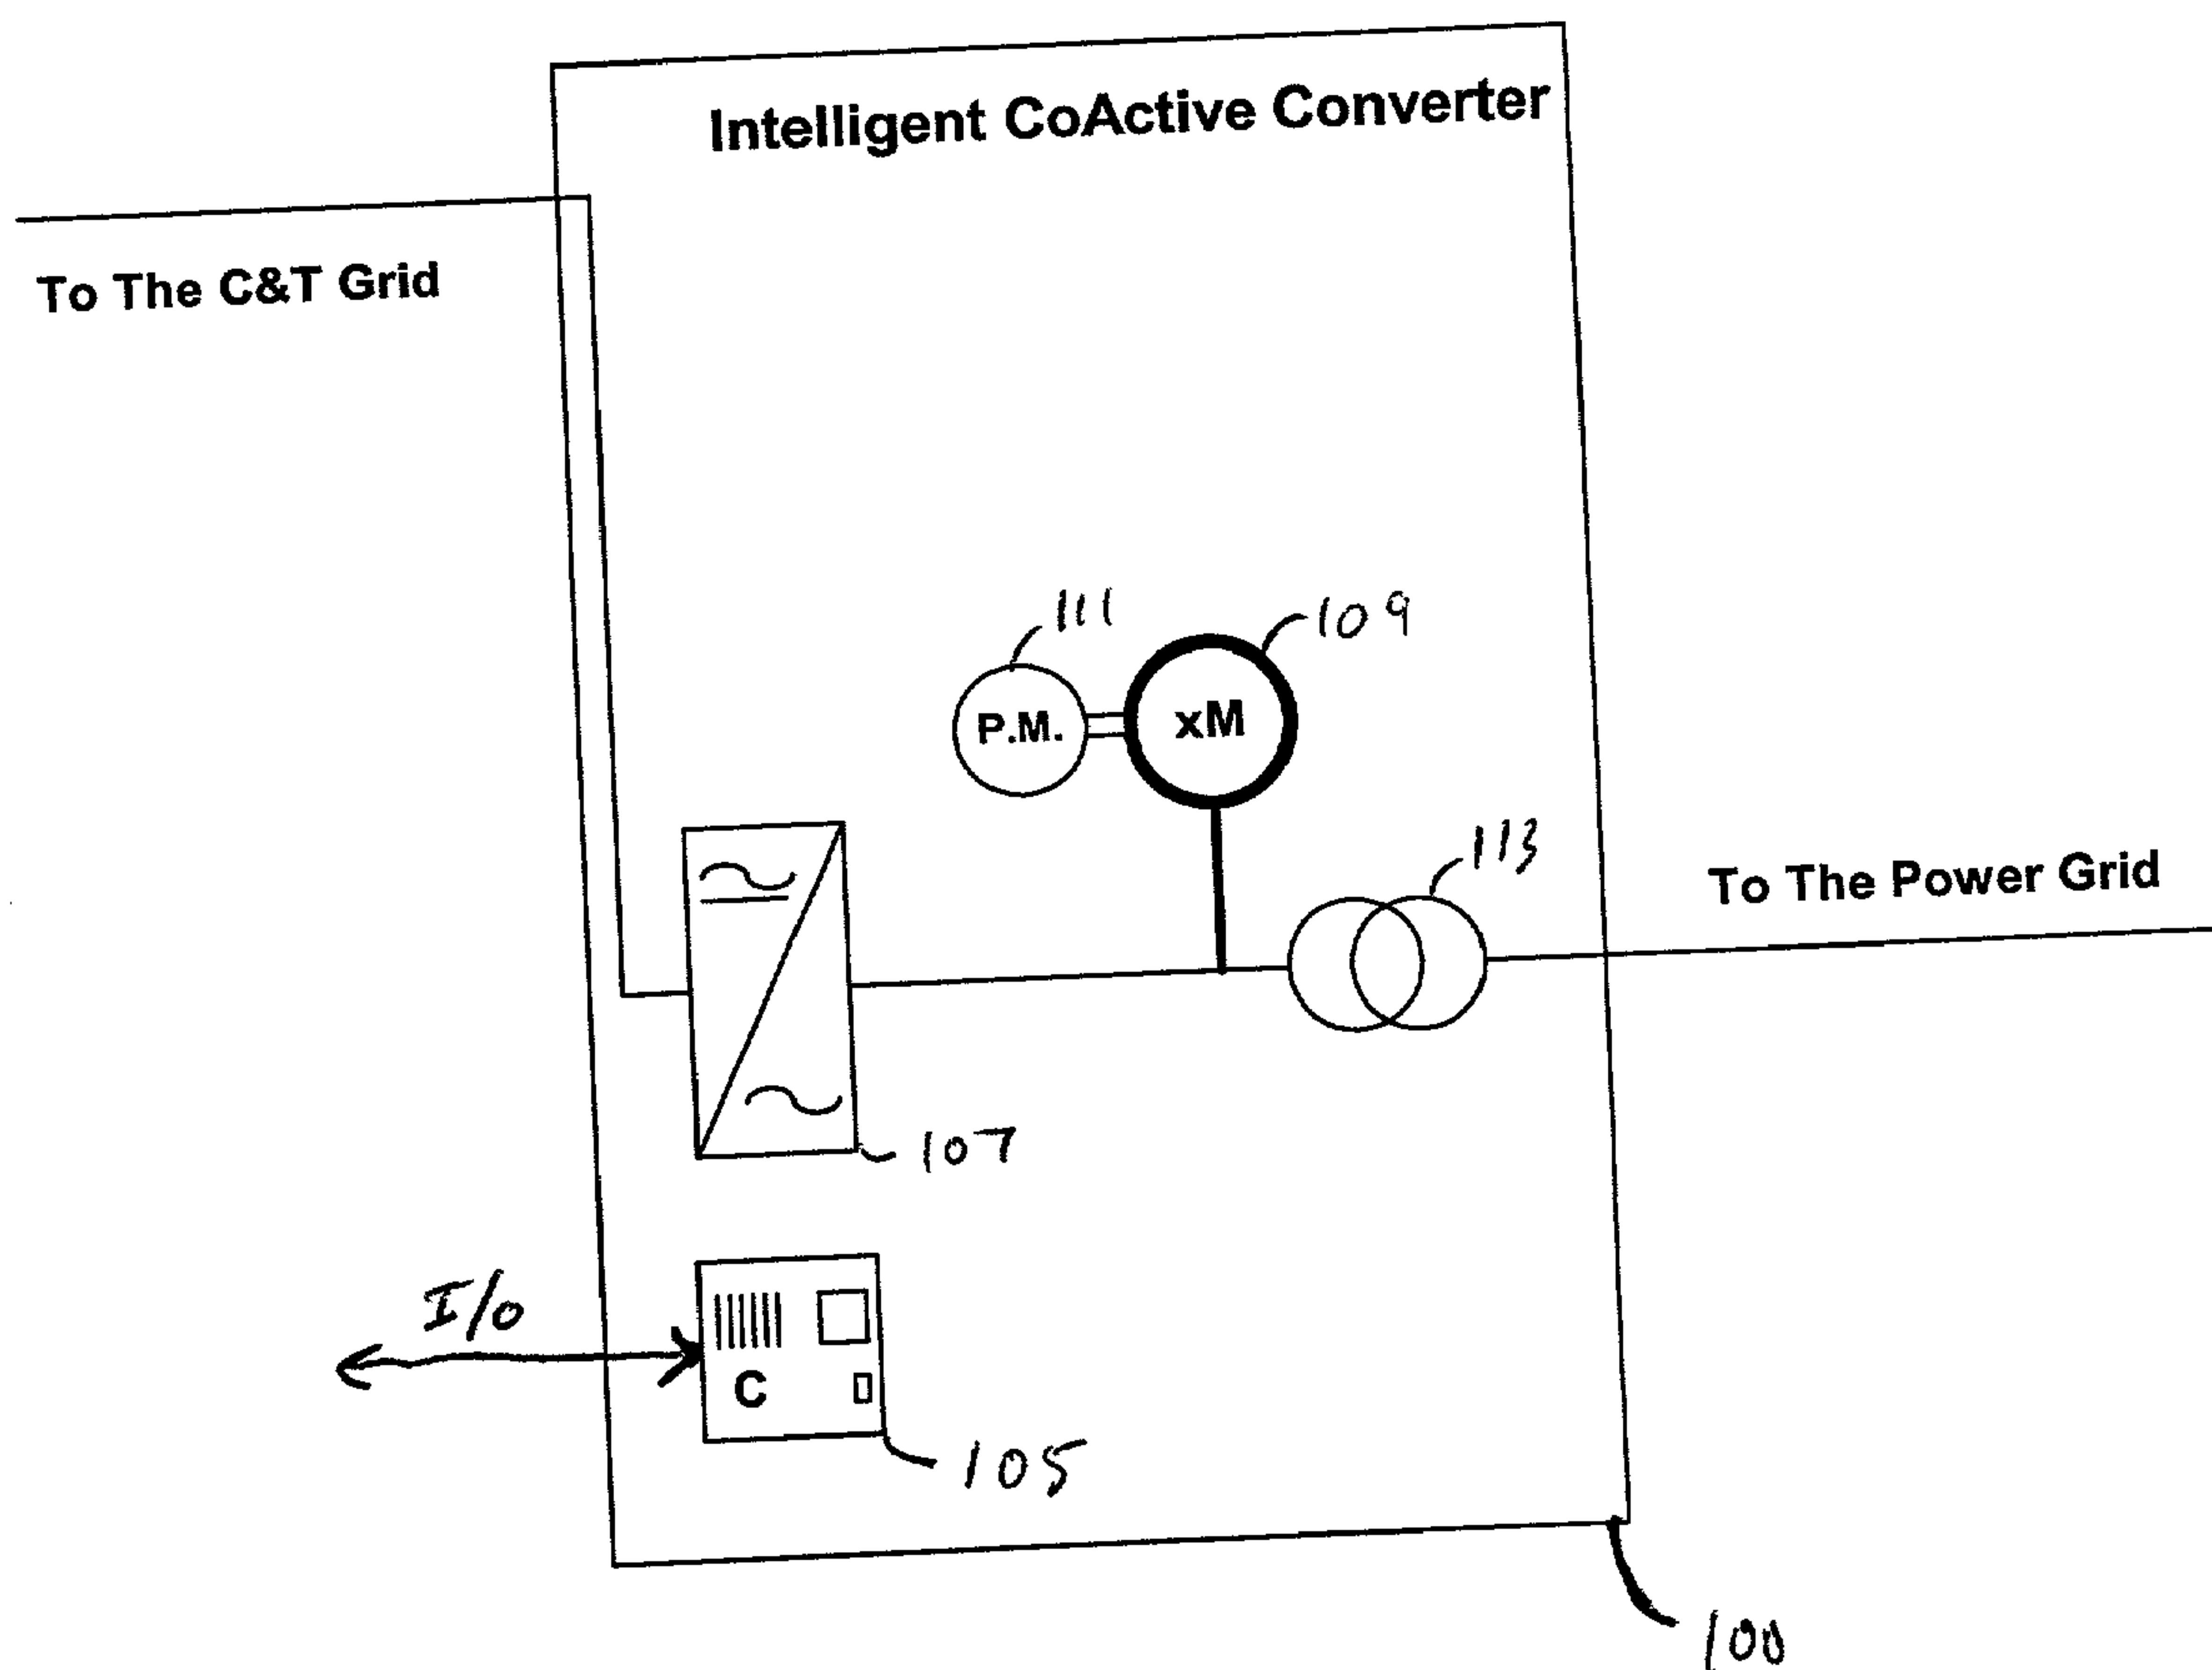 Intelligent CoActive Converter
To The C&T Grid
111
109
P.M.
xM
113
To The Power Grid
107
I/O
C
105
100